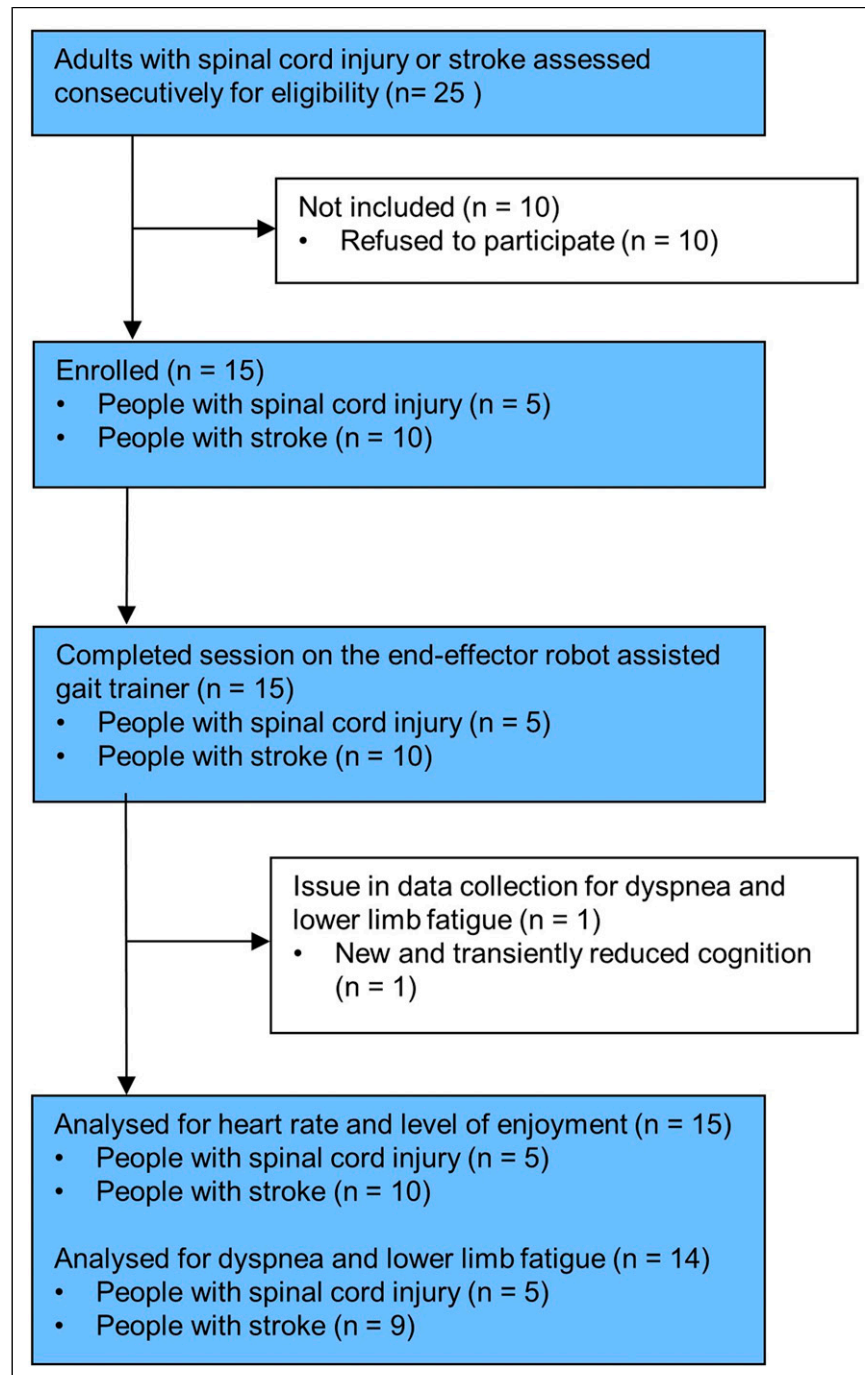 Adults with spinal cord injury or stroke assessed
consecutively for eligibility (n= 25 )
Not included (n = 10)
• Refused to participate (n = 10)
Enrolled (n = 15)
• People with spinal cord injury (n = 5)
• People with stroke (n = 10)
Completed session on the end-effector robot assisted
gait trainer (n = 15)
• People with spinal cord injury (n = 5)
• People with stroke (n = 10)
Issue in data collection for dyspnea and
lower limb fatigue (n = 1)
• New and transiently reduced cognition
(n = 1)
Analysed for heart rate and level of enjoyment (n = 15)
• People with spinal cord injury (n = 5)
• People with stroke (n = 10)
Analysed for dyspnea and lower limb fatigue (n = 14)
• People with spinal cord injury (n = 5)
• People with stroke (n = 9)